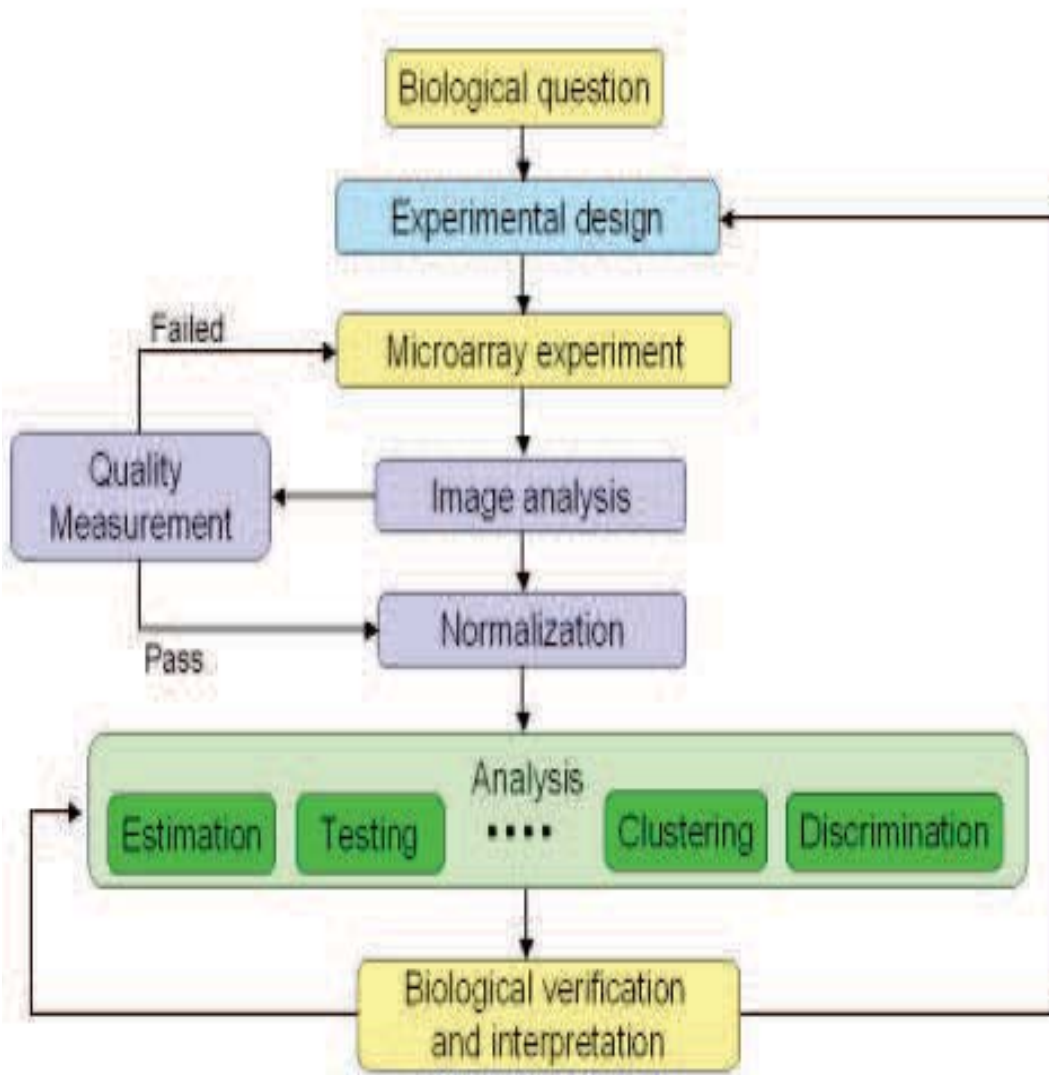 Biological question
Experimental design
Failed
Microarray experiment
Quality
Measurement
Image analysis
Normalization
Pass
Analysis
Estimation
Testing
....
Clustering
Discrimination
Biological verification
and interpretation